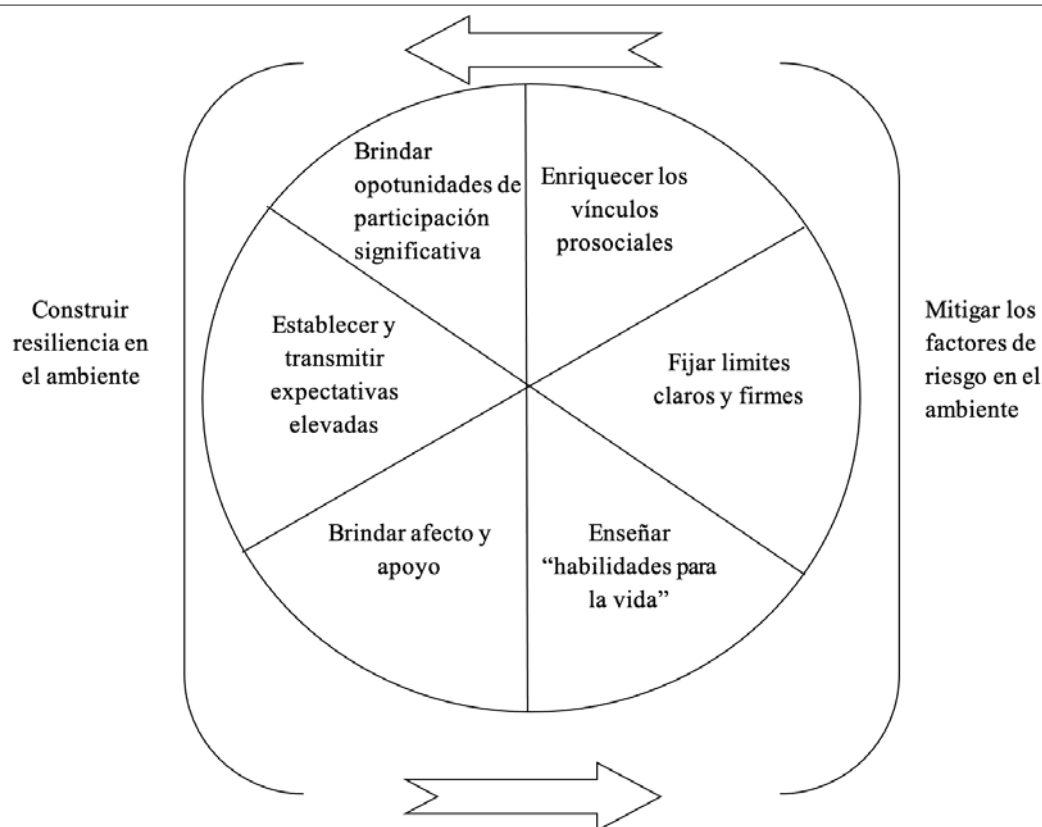 Brindar
opotunidades de
participación
significativa
Enriquecer los
vínculos
prosociales
Construir
resiliencia en
el ambiente
Establecer y
transmitir
expectativas
elevadas
Fijar limites
claros y firmes
Mitigar los
factores de
riesgo en el
ambiente
Brindar afecto y
apoyo
Enseñar
“habilidades para
la vida”